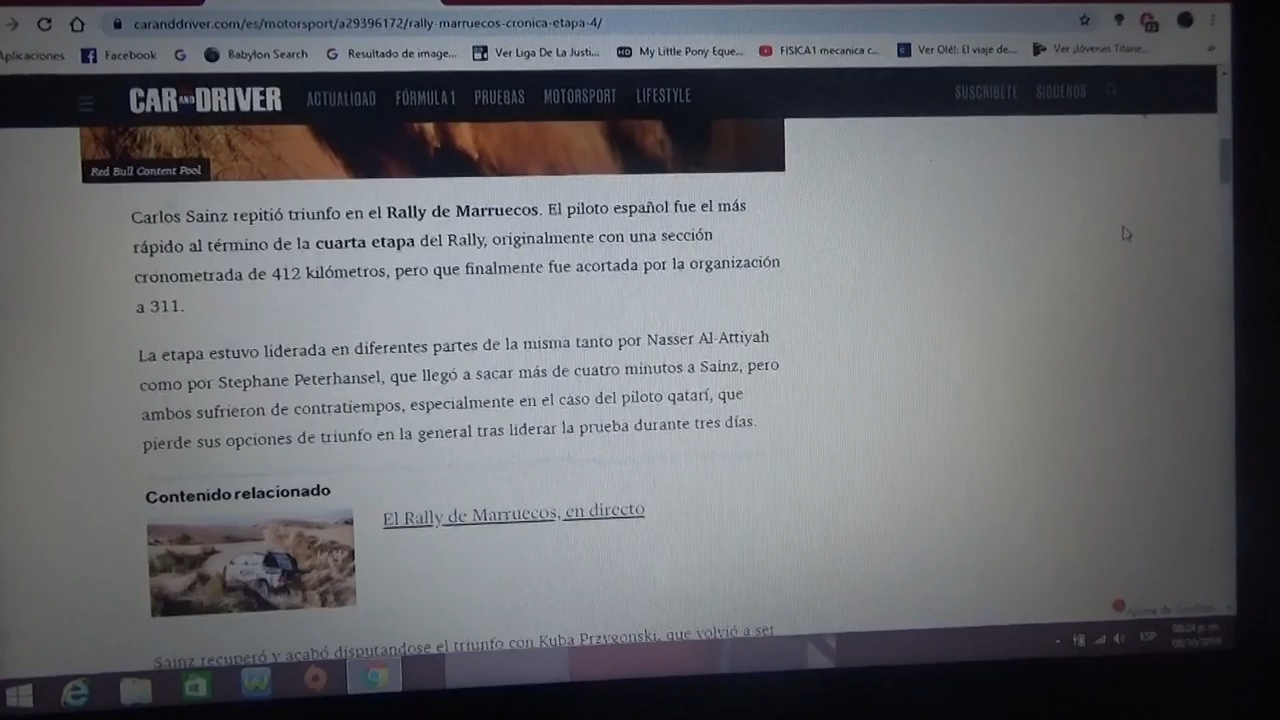 caranddriver.com/es/motorsport/a29396172/rally-marruecos-cronica-etapa-4/
Aplicaciones Facebook Babylon Search Resultado de image... Ver Liga De La Justi... My Little Pony Eque... FISICA1 mecanica c... Ver Olé!: El viaje de... Ver ¡Jóvenes Titane...
CAR AND DRIVER ACTUALIDAD FÓRMULA 1 PRUEBAS MOTORSPORT LIFESTYLE SUSCRÍBETE SÍGUENOS
Red Bull Content Pool
Carlos Sainz repitió triunfo en el Rally de Marruecos. El piloto español fue el más
rápido al término de la cuarta etapa del Rally, originalmente con una sección
cronometrada de 412 kilómetros, pero que finalmente fue acortada por la organización
a 311.
La etapa estuvo liderada en diferentes partes de la misma tanto por Nasser Al-Attiyah
como por Stephane Peterhansel, que llegó a sacar más de cuatro minutos a Sainz, pero
ambos sufrieron de contratiempos, especialmente en el caso del piloto qatarí, que
pierde sus opciones de triunfo en la general tras liderar la prueba durante tres días.
Contenido relacionado
El Rally de Marruecos, en directo
Sainz recuperó y acabó disputandose el triunfo con Kuba Przygonski, que volvió a ser
ESP